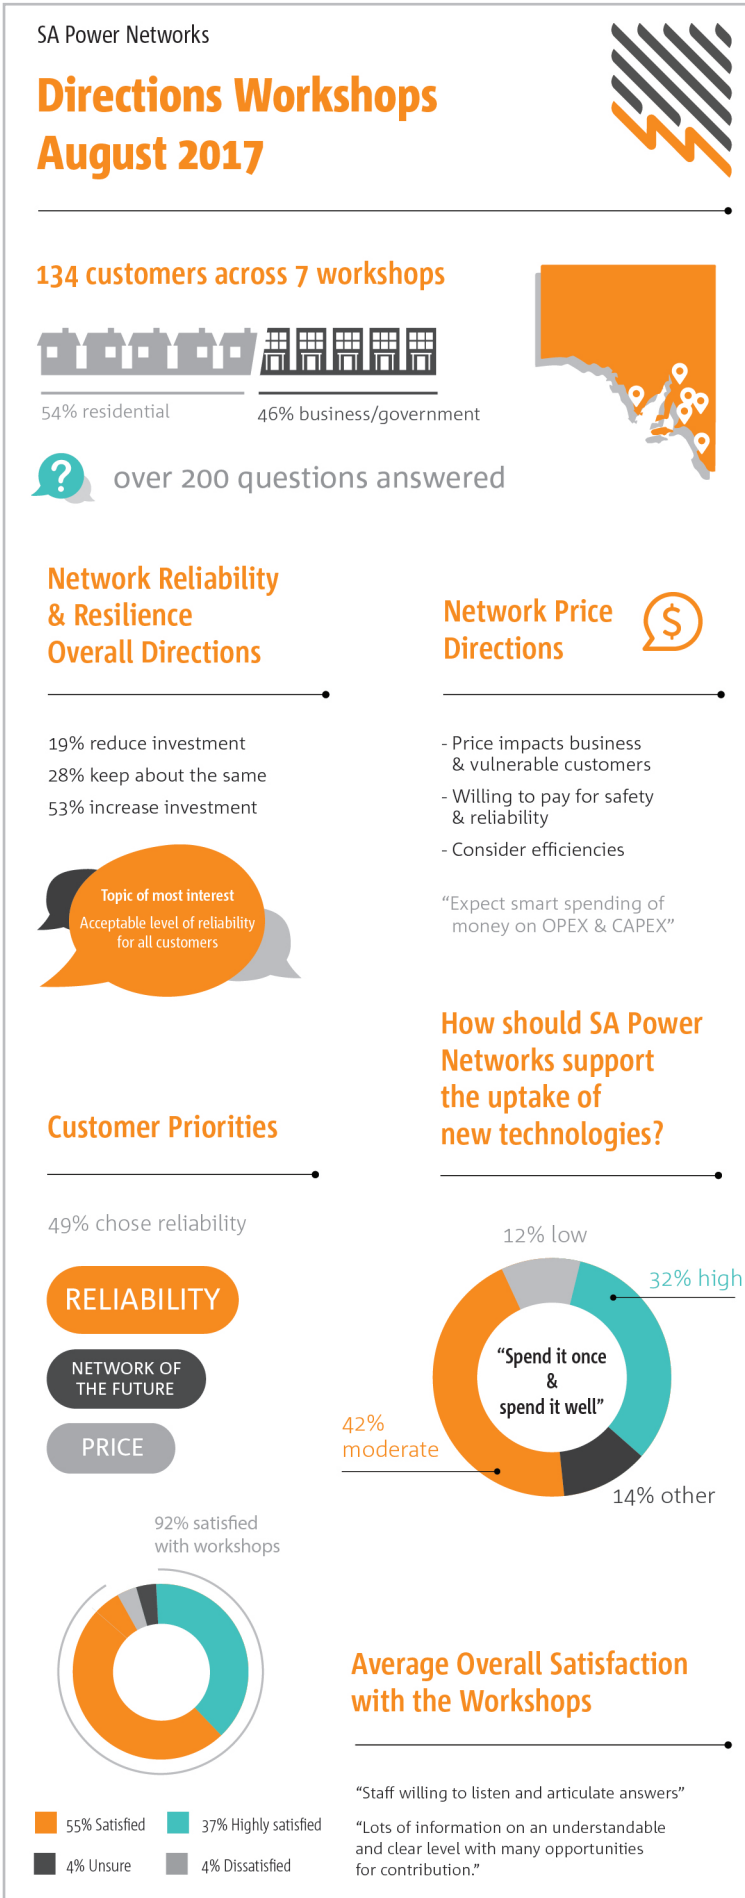 SA Power Networks
Directions Workshops
August 2017
134 customers across 7 workshops
54% residential
46% business/government
?
over 200 questions answered
Network Reliability
& Resilience
Overall Directions
19% reduce investment
28% keep about the same
53% increase investment
Topic of most interest
Acceptable level of reliability
for all customers
Network Price
Directions
$
- Price impacts business
& vulnerable customers
- Willing to pay for safety
& reliability
- Consider efficiencies
“Expect smart spending of
money on OPEX & CAPEX”
Customer Priorities
49% chose reliability
RELIABILITY
NETWORK OF
THE FUTURE
PRICE
How should SA Power
Networks support
the uptake of
new technologies?
12% low
32% high
“Spend it once
&
spend it well”
42%
moderate
14% other
92% satisfied
with workshops
55% Satisfied
37% Highly satisfied
4% Unsure
4% Dissatisfied
Average Overall Satisfaction
with the Workshops
“Staff willing to listen and articulate answers”
“Lots of information on an understandable
and clear level with many opportunities
for contribution.”